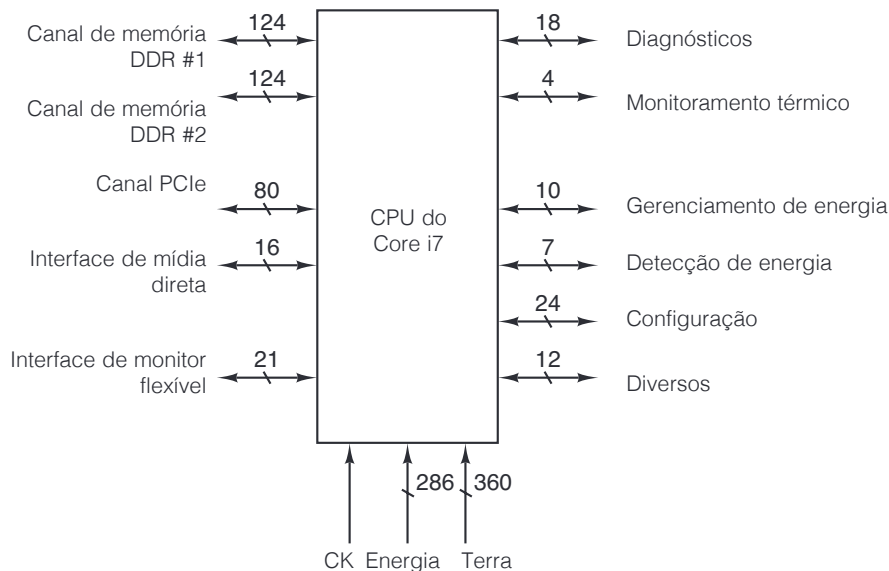 Canal de memória
DDR #1
124
Canal de memória
DDR #2
124
Canal PCIe
80
Interface de mídia
direta
16
Interface de monitor
flexível
21
CPU do
Core i7
18
Diagnósticos
4
Monitoramento térmico
10
Gerenciamento de energia
7
Detecção de energia
24
Configuração
12
Diversos
286
360
CK
Energia
Terra